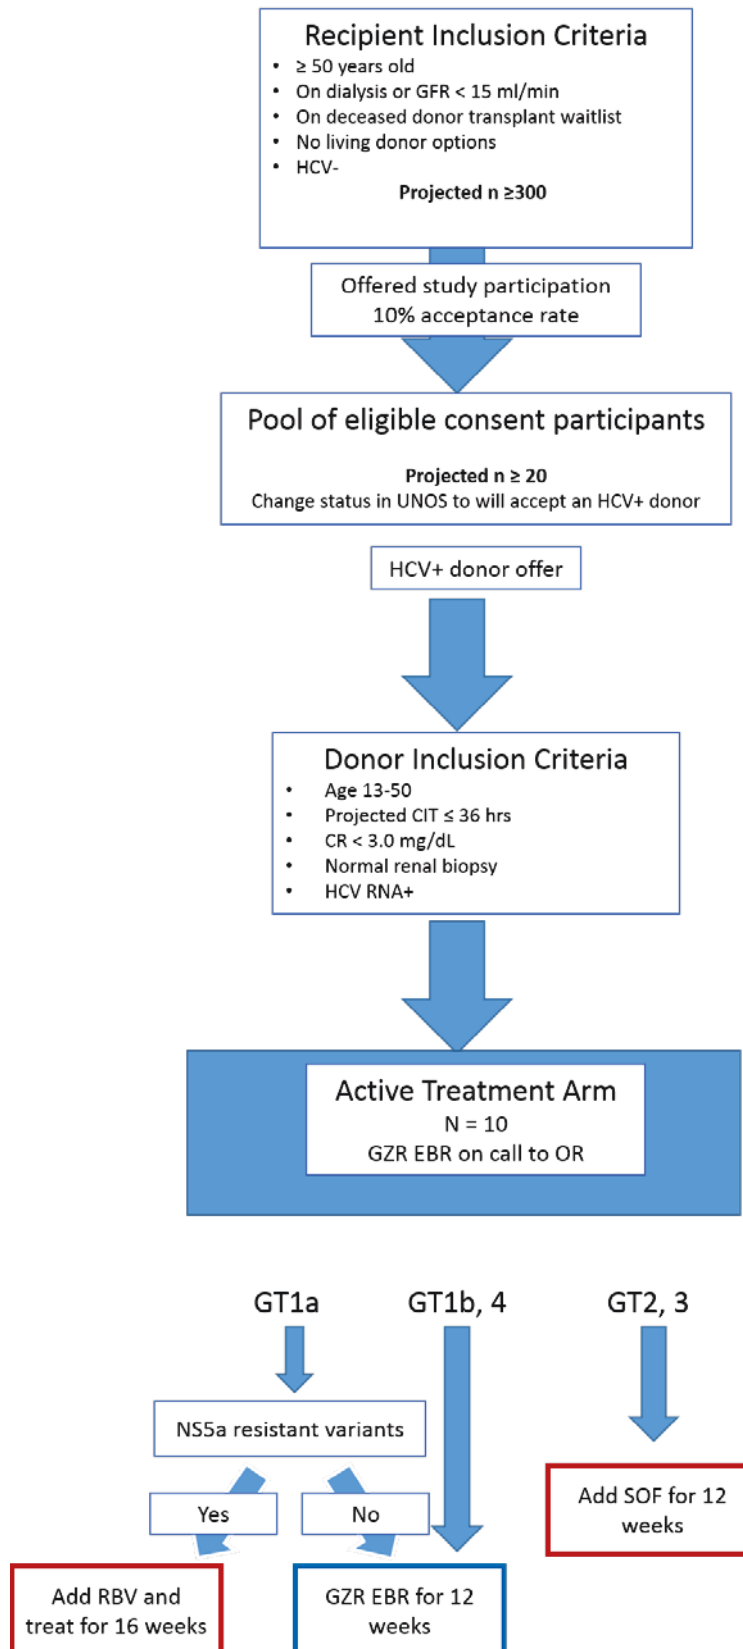 Recipient Inclusion Criteria
• ≥ 50 years old
• On dialysis or GFR < 15 ml/min
• On deceased donor transplant waitlist
• No living donor options
• HCV-
Projected n ≥300
Offered study participation
10% acceptance rate
Pool of eligible consent participants
Projected n ≥ 20
Change status in UNOS to will accept an HCV+ donor
HCV+ donor offer
Donor Inclusion Criteria
• Age 13-50
• Projected CIT ≤ 36 hrs
• CR < 3.0 mg/dL
• Normal renal biopsy
• HCV RNA+
Active Treatment Arm
N = 10
GZR EBR on call to OR
GT1a
GT1b, 4
GT2, 3
NS5a resistant variants
Yes
No
Add SOF for 12
weeks
Add RBV and
treat for 16 weeks
GZR EBR for 12
weeks